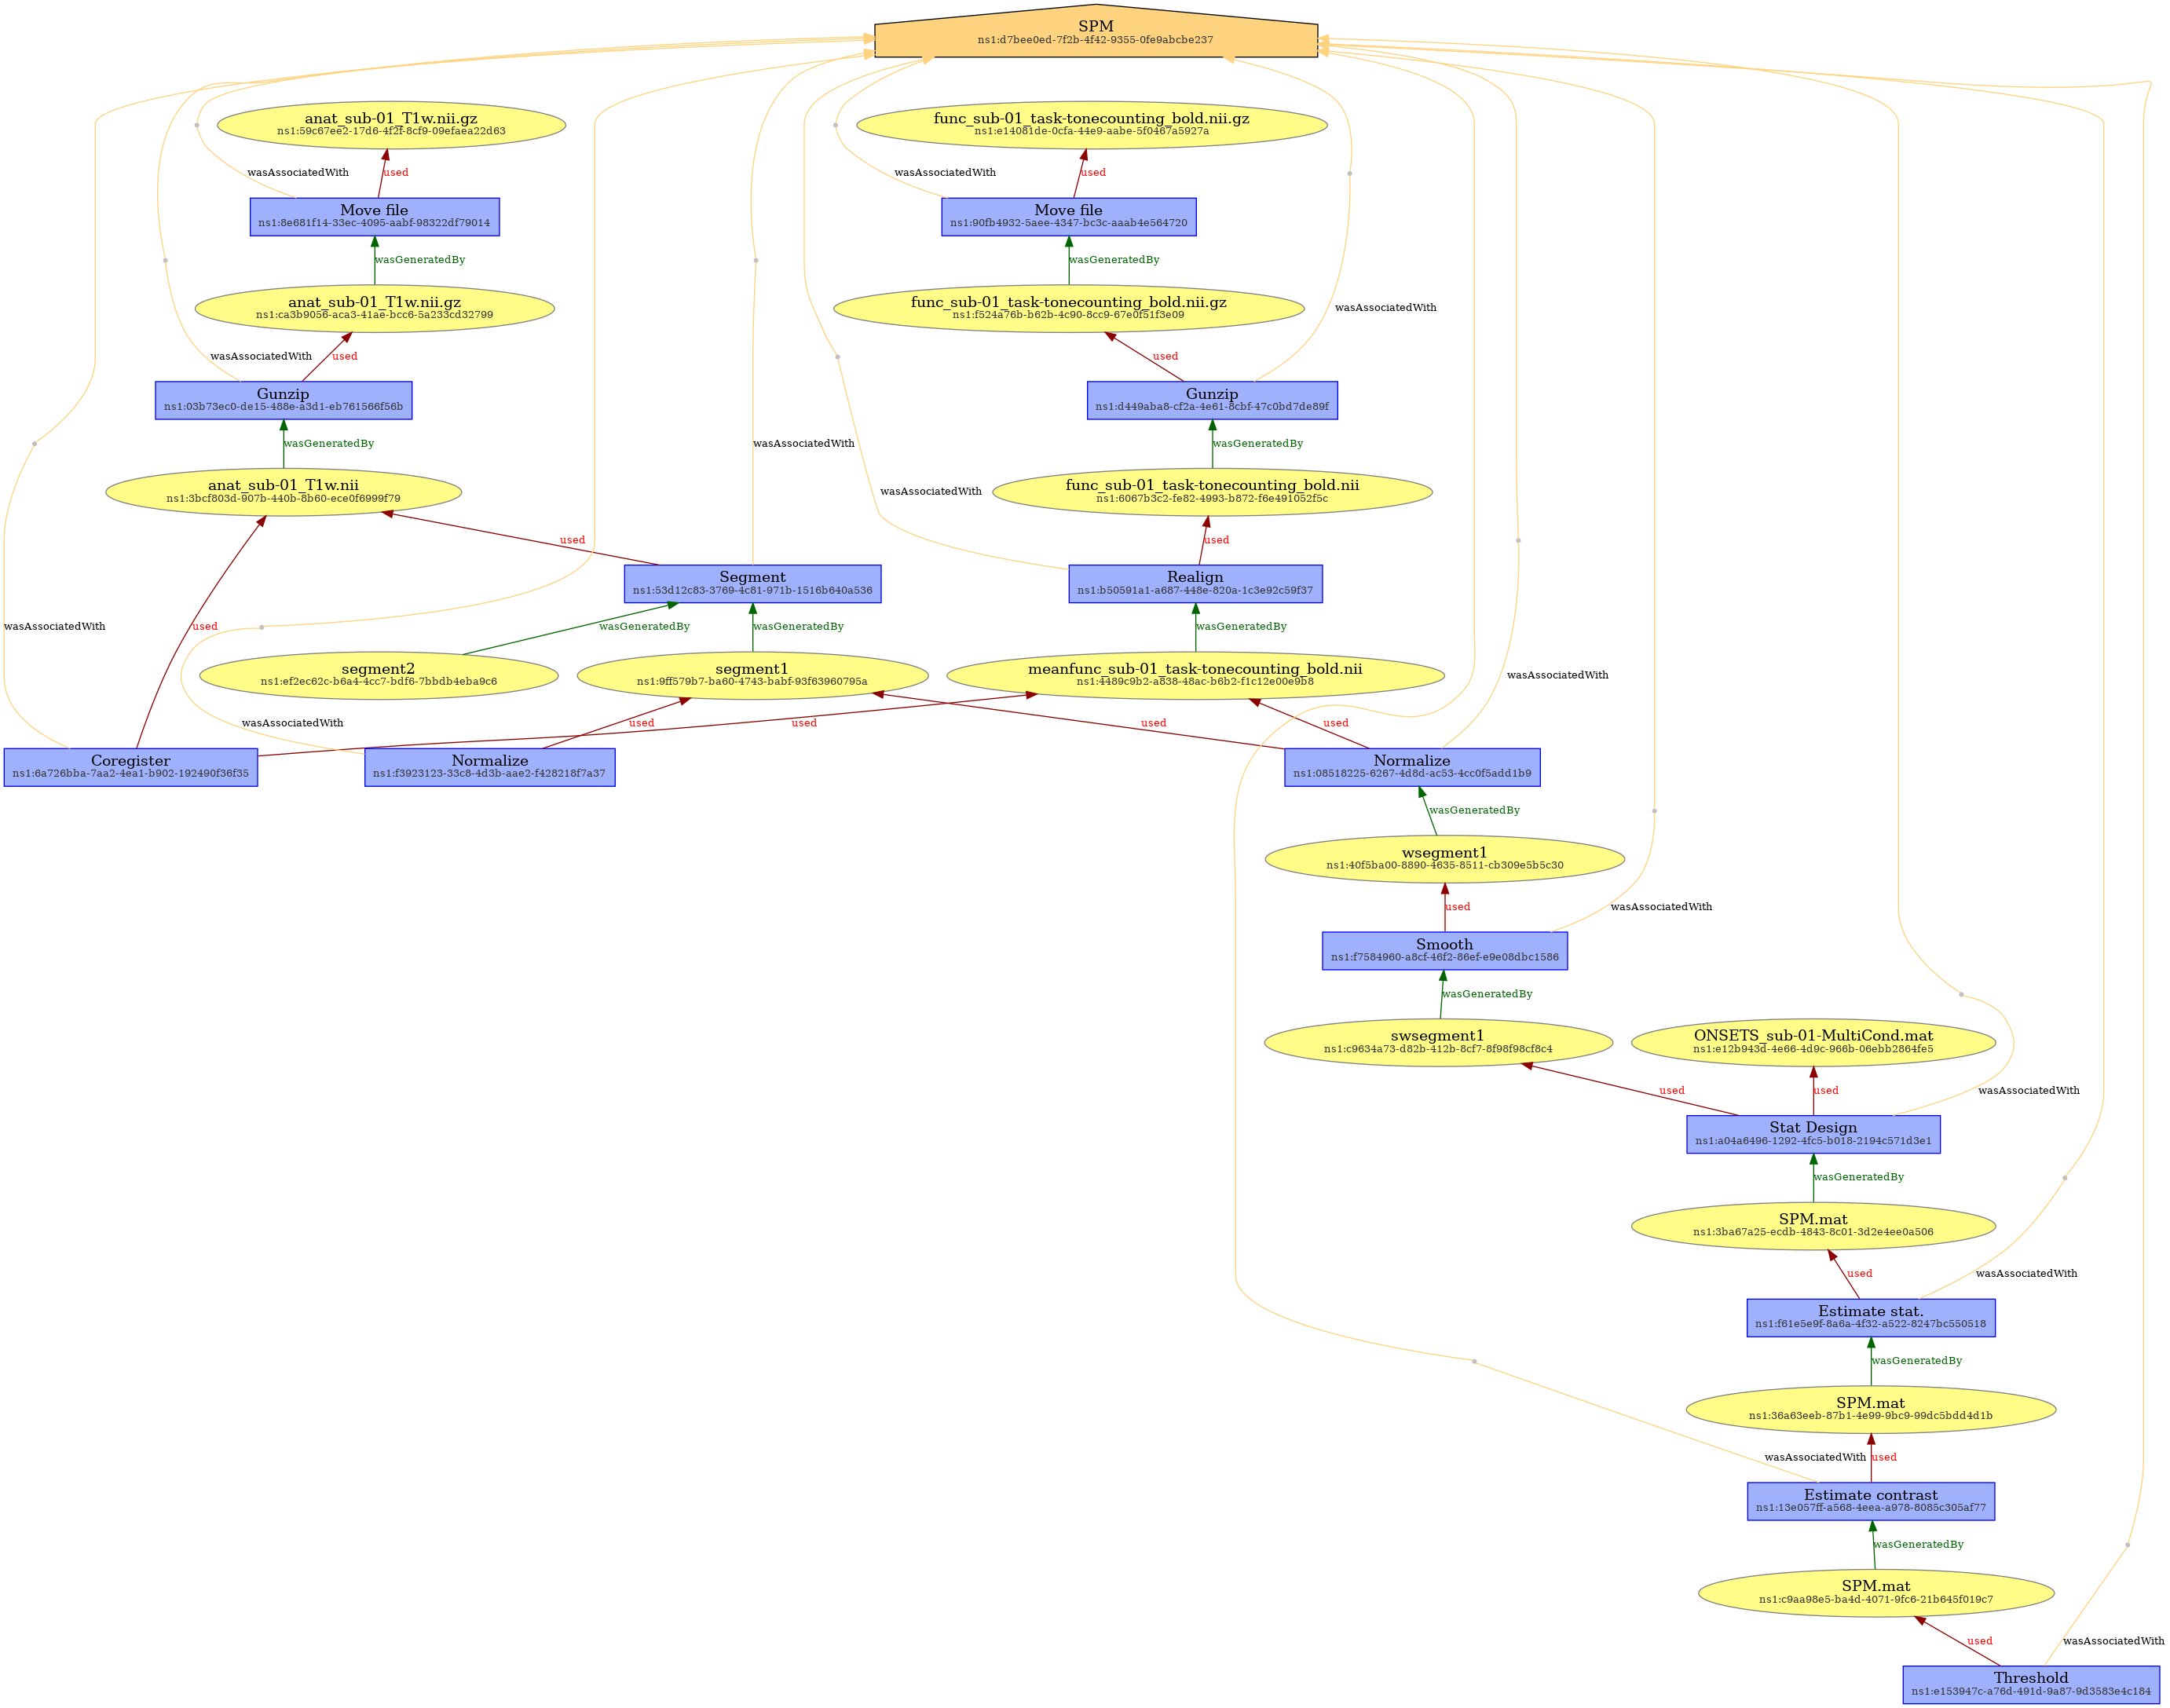 SPM
ns1:d7bee0ed-7f2b-4f42-9355-0fe9abcbe237
anat_sub-01_T1w.nii.gz
ns1:59c67ee2-17d6-4f2f-8cf9-09efaea22d63
func_sub-01_task-tonecounting_bold.nii.gz
ns1:e14081de-0cfa-44e9-aabe-5f0467a5927a
wasAssociatedWith
used
wasAssociatedWith
used
Move file
ns1:8e681f14-33ec-4095-aabf-98322df79014
Move file
ns1:90fb4932-5aee-4347-bc3c-aaab4e564720
wasGeneratedBy
wasGeneratedBy
anat_sub-01_T1w.nii.gz
ns1:ca3b9056-aca3-41ae-bcc6-5a233cd32799
func_sub-01_task-tonecounting_bold.nii.gz
ns1:f524a76b-b62b-4c90-8cc9-67e0f51f3e09
wasAssociatedWith
wasAssociatedWith
used
used
Gunzip
ns1:03b73ec0-de15-488e-a3d1-eb761566f56b
Gunzip
ns1:d449aba8-cf2a-4e61-8cbf-47c0bd7de89f
wasGeneratedBy
wasAssociatedWith
wasGeneratedBy
anat_sub-01_T1w.nii
ns1:3bcf803d-907b-440b-8b60-ece0f6999f79
wasAssociatedWith
func_sub-01_task-tonecounting_bold.nii
ns1:6067b3c2-fe82-4993-b872-f6e491052f5c
used
used
Segment
ns1:53d12c83-3769-4c81-971b-1516b640a536
Realign
ns1:b50591a1-a687-448e-820a-1c3e92c59f37
wasAssociatedWith
used
wasGeneratedBy
wasGeneratedBy
wasGeneratedBy
segment2
ns1:ef2ec62c-b6a4-4cc7-bdf6-7bbdb4eba9c6
segment1
ns1:9ff579b7-ba60-4743-babf-93f63960795a
meanfunc_sub-01_task-tonecounting_bold.nii
ns1:4489c9b2-a838-48ac-b6b2-f1c12e00e9b8
wasAssociatedWith
wasAssociatedWith
used
used
used
used
Coregister
ns1:6a726bba-7aa2-4ea1-b902-192490f36f35
Normalize
ns1:f3923123-33c8-4d3b-aae2-f428218f7a37
Normalize
ns1:08518225-6267-4d8d-ac53-4cc0f5add1b9
wasGeneratedBy
wsegment1
ns1:40f5ba00-8890-4635-8511-cb309e5b5c30
used
wasAssociatedWith
Smooth
ns1:f7584960-a8cf-46f2-86ef-e9e08dbc1586
wasGeneratedBy
swsegment1
ns1:c9634a73-d82b-412b-8cf7-8f98f98cf8c4
ONSETS_sub-01-MultiCond.mat
ns1:e12b943d-4e66-4d9c-966b-06ebb2864fe5
used
used
wasAssociatedWith
Stat Design
ns1:a04a6496-1292-4fc5-b018-2194c571d3e1
wasGeneratedBy
SPM.mat
ns1:3ba67a25-ecdb-4843-8c01-3d2e4ee0a506
used
wasAssociatedWith
Estimate stat.
ns1:f61e5e9f-8a6a-4f32-a522-8247bc550518
wasGeneratedBy
SPM.mat
ns1:36a63eeb-87b1-4e99-9bc9-99dc5bdd4d1b
wasAssociatedWith
used
Estimate contrast
ns1:13e057ff-a568-4eea-a978-8085c305af77
wasGeneratedBy
SPM.mat
ns1:c9aa98e5-ba4d-4071-9fc6-21b645f019c7
used
wasAssociatedWith
Threshold
ns1:e153947c-a76d-491d-9a87-9d3583e4c184